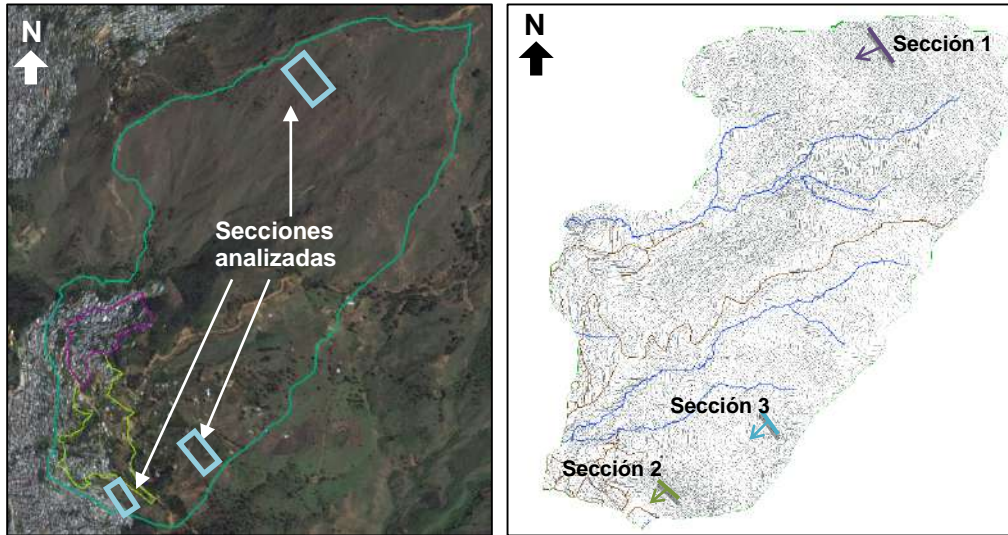 N
Secciones
analizadas
N
Sección 1
Sección 3
Sección 2